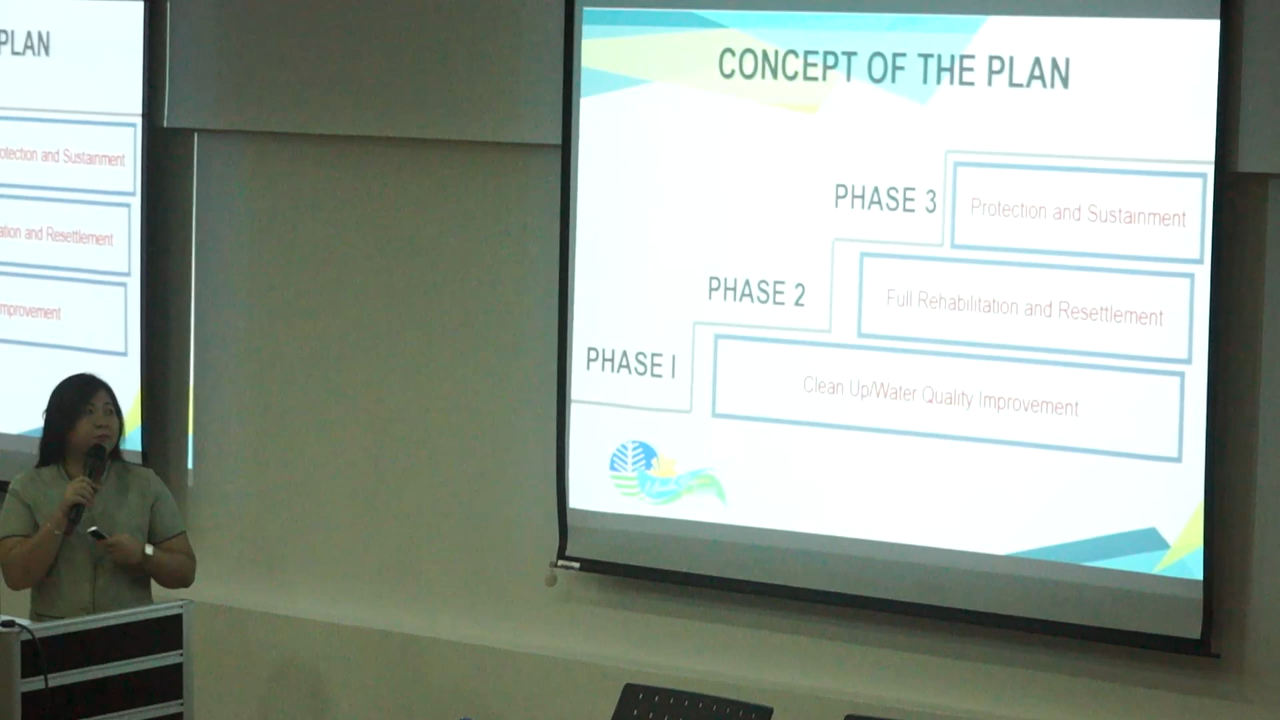 PLAN
otection and Sustainment
ation and Resettlement
mprovement
CONCEPT OF THE PLAN
PHASE 3
Protection and Sustainment
PHASE 2
Full Rehabilitation and Resettlement
PHASE I
Clean Up/Water Quality Improvement